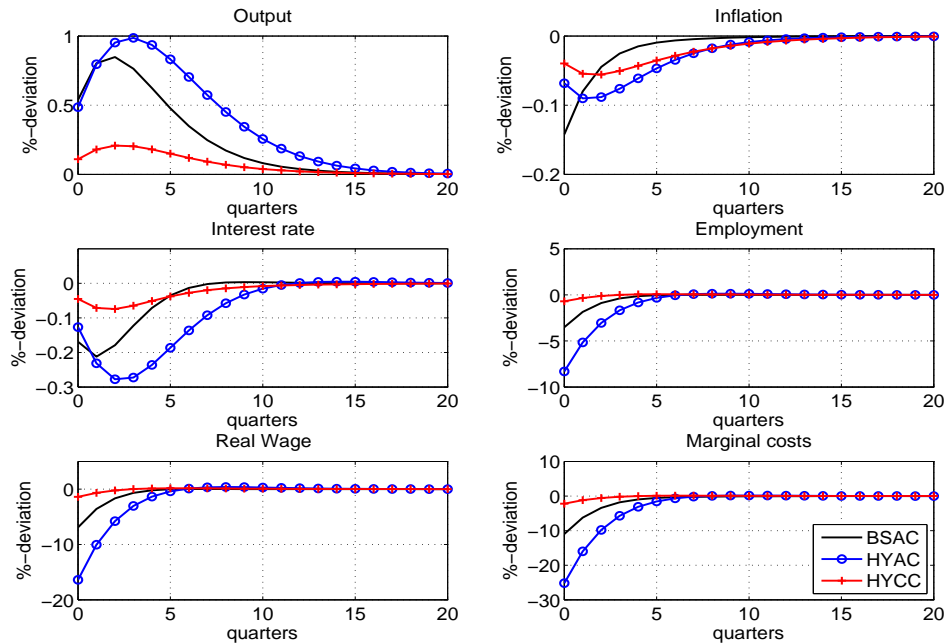 Output
%-deviation
1
0.5
0
0 5 10 15 20
quarters
Inflation
%-deviation
0
−0.1
−0.2
0 5 10 15 20
quarters
Interest rate
%-deviation
0
−0.1
−0.2
−0.3
0 5 10 15 20
quarters
Employment
%-deviation
5
0
−5
−10
0 5 10 15 20
quarters
Real Wage
%-deviation
0
−10
−20
0 5 10 15 20
quarters
Marginal costs
%-deviation
10
0
−10
−20
−30
0 5 10 15 20
quarters
BSAC
HYAC
HYCC